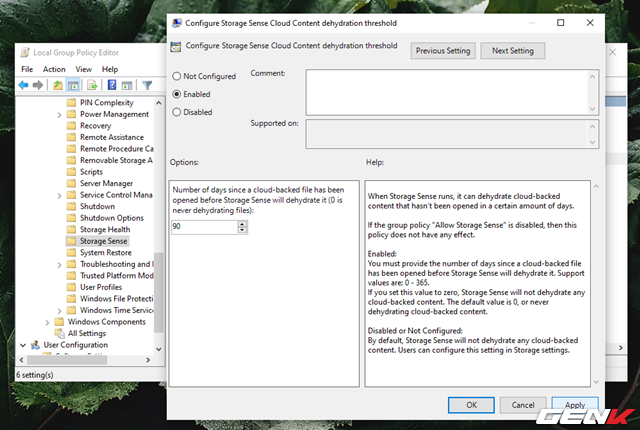 Configure Storage Sense Cloud Content dehydration threshold
Configure Storage Sense Cloud Content dehydration threshold
Previous Setting
Next Setting
Not Configured
Enabled
Disabled
Comment:
Supported on:
Options:
Help:
Number of days since a cloud-backed file has been
opened before Storage Sense will dehydrate it (0 is
never dehydrating files):
90
When Storage Sense runs, it can dehydrate cloud-backed
content that hasn't been opened in a certain amount of days.
If the group policy "Allow Storage Sense" is disabled, then this
policy does not have any effect.
Enabled:
You must provide the number of days since a cloud-backed file
has been opened before Storage Sense will dehydrate it. Support
values are: 0 - 365.
If you set this value to zero, Storage Sense will not dehydrate any
cloud-backed content. The default value is 0, or never
dehydrating cloud-backed content.
Disabled or Not Configured:
By default, Storage Sense will not dehydrate any cloud-backed
content. Users can configure this setting in Storage settings.
OK
Cancel
Apply
Local Group Policy Editor
File
Action
View
Help
PIN Complexity
Power Management
Recovery
Remote Assistance
Remote Procedure Ca
Removable Storage A
Scripts
Server Manager
Service Control Mana
Shutdown
Shutdown Options
Storage Health
Storage Sense
System Restore
Troubleshooting and I
Trusted Platform Mod
User Profiles
Windows File Protecti
Windows Time Service
Windows Components
All Settings
User Configuration
6 setting(s)
GENK